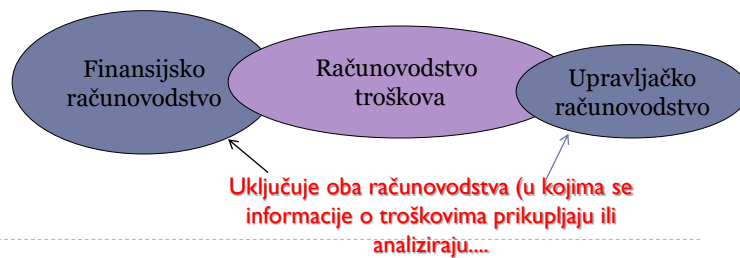 Finansijsko
računovodstvo
Računovodstvo
troškova
Upravljačko
računovodstvo
Uključuje oba računovodstva (u kojima se
informacije o troškovima prikupljaju ili
analiziraju....